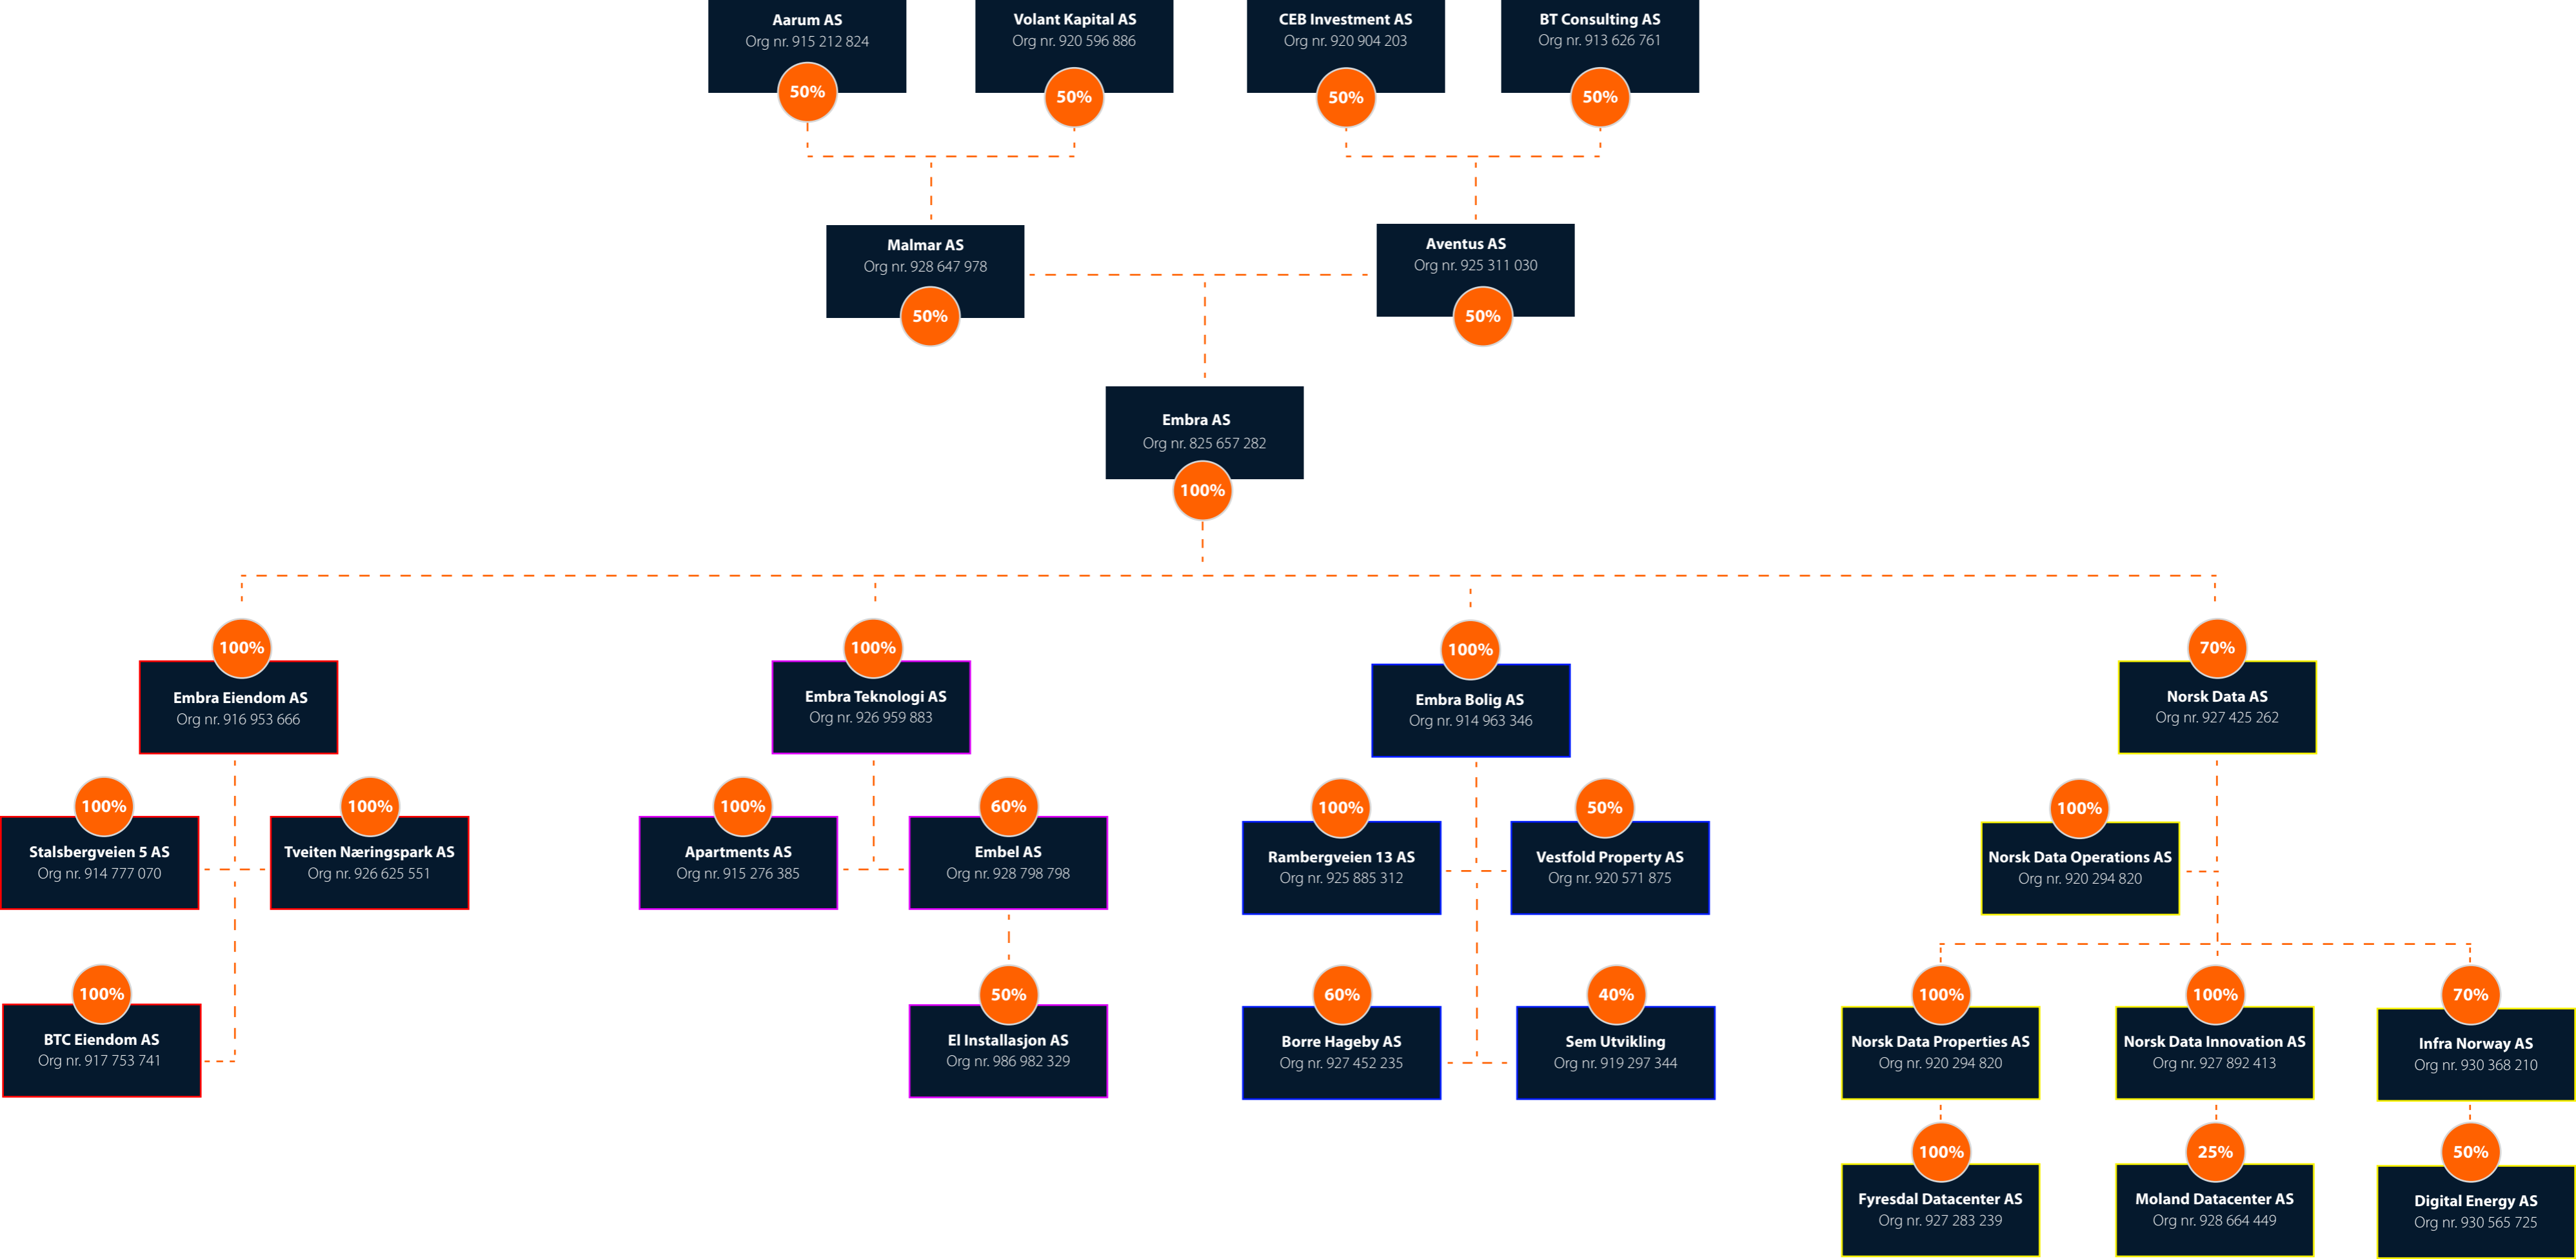 Aarum AS
Org nr. 915 212 824
50%
Volant Kapital AS
Org nr. 920 596 886
50%
CEB Investment AS
Org nr. 920 904 203
50%
BT Consulting AS
Org nr. 913 626 761
50%
Malmar AS
Org nr. 928 647 978
50%
Aventus AS
Org nr. 925 311 030
50%
Embra AS
Org nr. 825 657 282
100%
100%
Embra Eiendom AS
Org nr. 916 953 666
100%
Embra Teknologi AS
Org nr. 926 959 883
100%
Embra Bolig AS
Org nr. 914 963 346
70%
Norsk Data AS
Org nr. 927 425 262
100%
Stalsbergveien 5 AS
Org nr. 914 777 070
100%
Tveiten Næringspark AS
Org nr. 926 625 551
100%
Apartments AS
Org nr. 915 276 385
60%
Embel AS
Org nr. 928 798 798
100%
Rambergveien 13 AS
Org nr. 925 885 312
50%
Vestfold Property AS
Org nr. 920 571 875
100%
Norsk Data Operations AS
Org nr. 920 294 820
100%
BTC Eiendom AS
Org nr. 917 753 741
50%
El Installasjon AS
Org nr. 986 982 329
60%
Borre Hageby AS
Org nr. 927 452 235
40%
Sem Utvikling
Org nr. 919 297 344
100%
Norsk Data Properties AS
Org nr. 920 294 820
100%
Norsk Data Innovation AS
Org nr. 927 892 413
70%
Infra Norway AS
Org nr. 930 368 210
100%
Fyresdal Datacenter AS
Org nr. 927 283 239
25%
Moland Datacenter AS
Org nr. 928 664 449
50%
Digital Energy AS
Org nr. 930 565 725